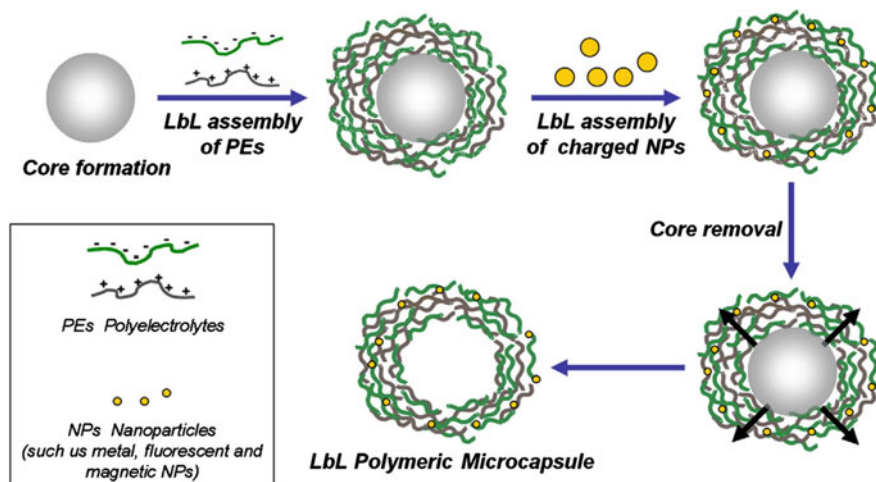 Core formation
LbL assembly
of PEs
LbL assembly
of charged NPs
Core removal
PEs Polyelectrolytes
NPs Nanoparticles
(such us metal, fluorescent and
magnetic NPs)
LbL Polymeric Microcapsule